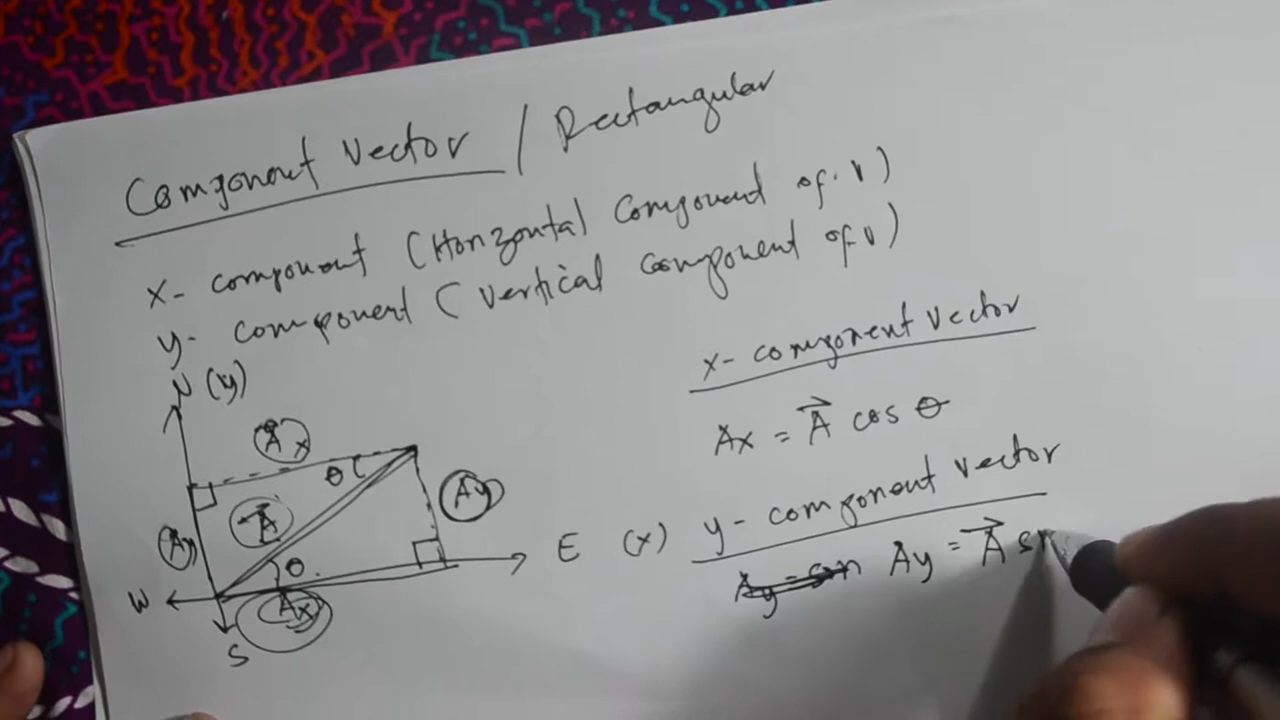 Component Vector / Rectangular
x- component (Horizontal Component of V)
y- component (Vertical Component of V)
N (y)
A⃗x
θ
A⃗
Ay
Ay
θ
W
Ax
S
E (x)
x- component Vector
Ax = A⃗ cos θ
y- component Vector
Ay = A⃗ sin